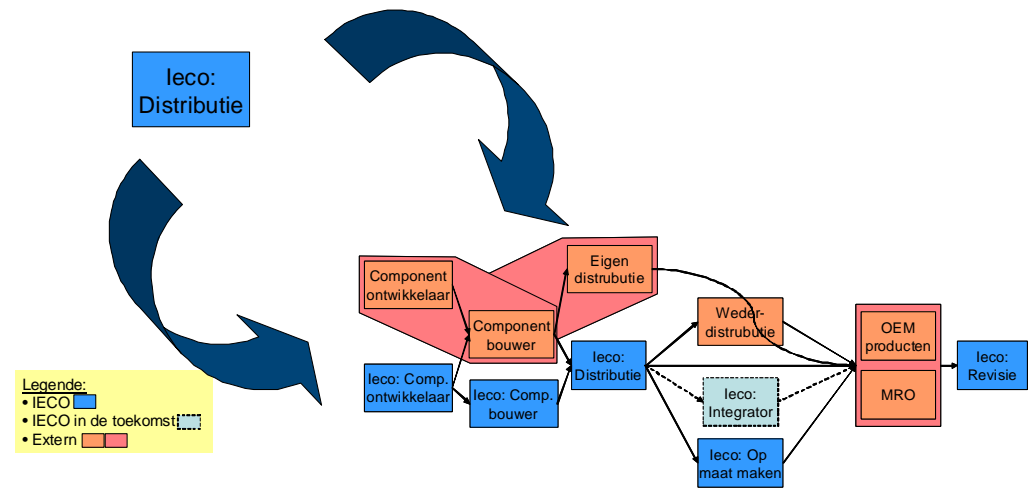 Ieco:
Distributie
Eigen
distrubutie
Component
ontwikkelaar
Component
bouwer
Weder-
distrubutie
OEM
producten
Ieco:
Distributie
Ieco:
Revisie
Ieco: Comp.
ontwikkelaar
Ieco: Comp.
bouwer
Ieco:
Integrator
MRO
Ieco: Op
maat maken
Legende:
• IECO
• IECO in de toekomst
• Extern